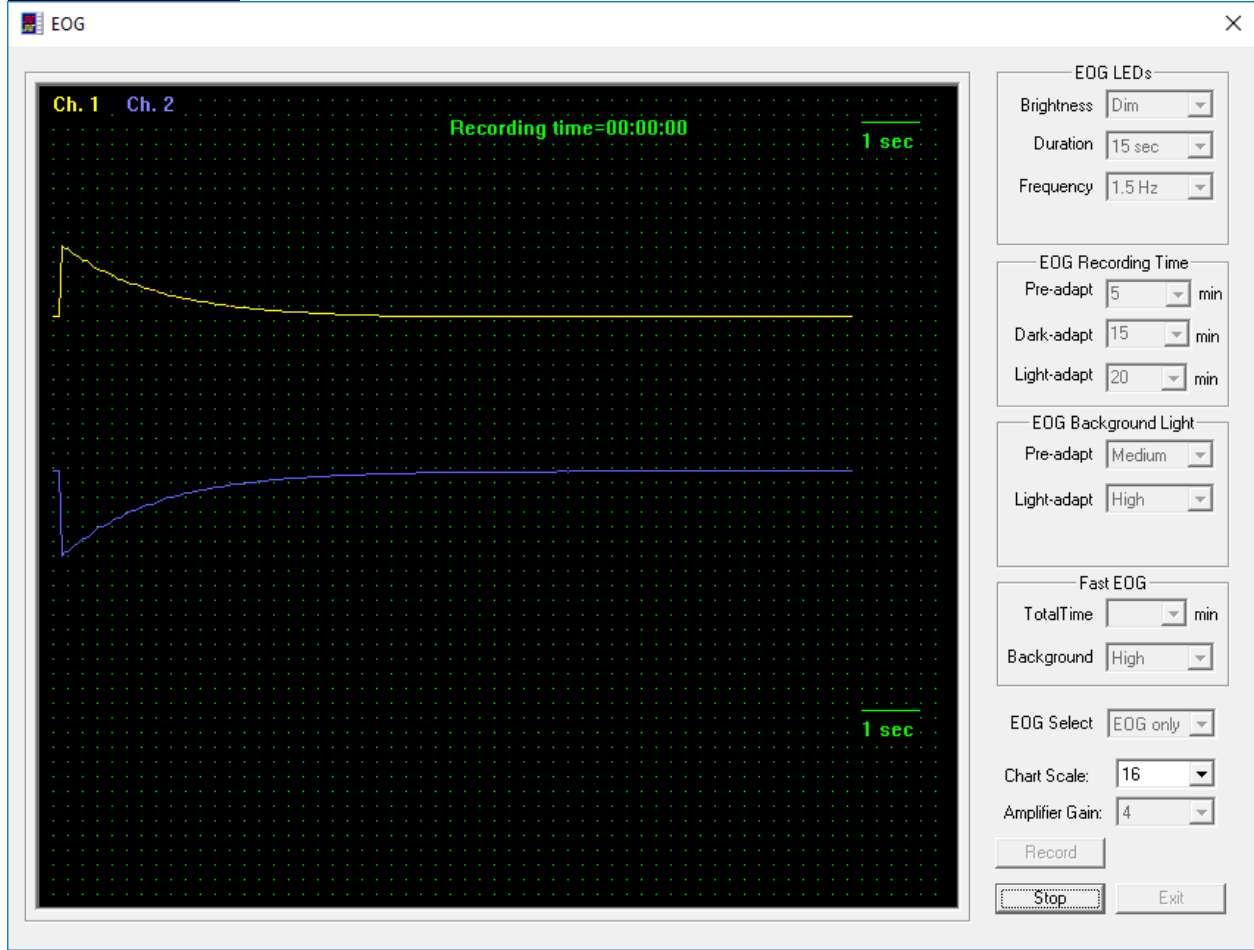 EOG
Ch. 1 Ch. 2
Recording time=00:00:00
1 sec
1 sec
EOG LEDs
Brightness Dim
Duration 15 sec
Frequency 1.5 Hz
EOG Recording Time
Pre-adapt 5 min
Dark-adapt 15 min
Light-adapt 20 min
EOG Background Light
Pre-adapt Medium
Light-adapt High
Fast EOG
TotalTime min
Background High
EOG Select EOG only
Chart Scale: 16
Amplifier Gain: 4
Record
Stop Exit